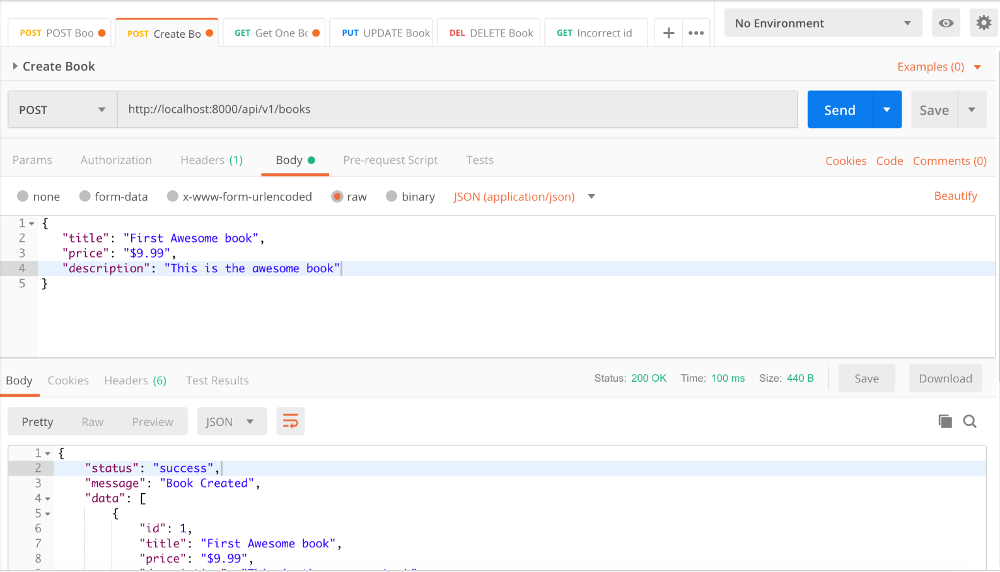 POST POST Boo
POST Create Bo
GET Get One Bo
PUT UPDATE Book
DEL DELETE Book
GET Incorrect id
No Environment
Create Book
Examples (0)
POST
http://localhost:8000/api/v1/books
Send
Save
Params Authorization Headers (1) Body Pre-request Script Tests
Cookies Code Comments (0)
none form-data x-www-form-urlencoded raw binary JSON (application/json)
Beautify
1 {
2 "title": "First Awesome book",
3 "price": "$9.99",
4 "description": "This is the awesome book"
5 }
Body Cookies Headers (6) Test Results
Status: 200 OK Time: 100 ms Size: 440 B
Save
Download
Pretty Raw Preview
JSON
1 {
2 "status": "success",
3 "message": "Book Created",
4 "data": [
5 {
6 "id": 1,
7 "title": "First Awesome book",
8 "price": "$9.99",